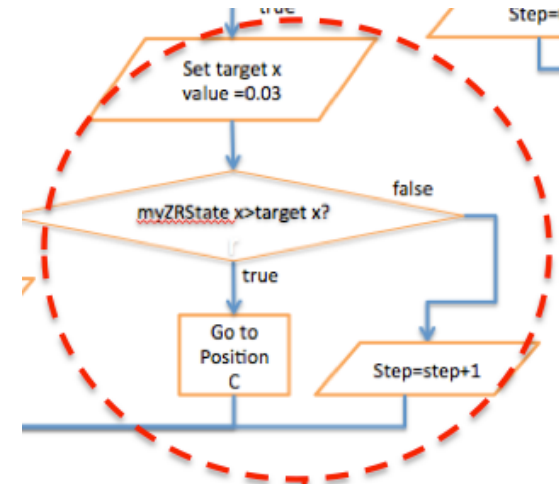 true
Step=
Set target x
value =0.03
false
myZRState x>target x?
true
Go to
Position
C
Step=step+1